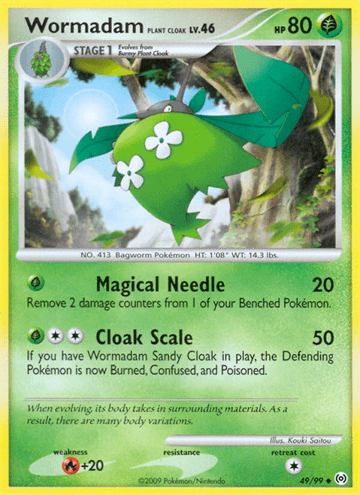 Wormadam PLANT CLOAK LV.46 HP 80
STAGE 1 Evolves from
Burmy Plant Cloak
NO. 413 Bagworm Pokémon HT: 1'08" WT: 14.3 lbs.
Magical Needle 20
Remove 2 damage counters from 1 of your Benched Pokémon.
Cloak Scale 50
If you have Wormadam Sandy Cloak in play, the Defending
Pokémon is now Burned, Confused, and Poisoned.
When evolving, its body takes in surrounding materials. As a
result, there are many body variations.
Illus. Kouki Saitou
weakness resistance retreat cost
+20
©2009 Pokémon/Nintendo 49/99